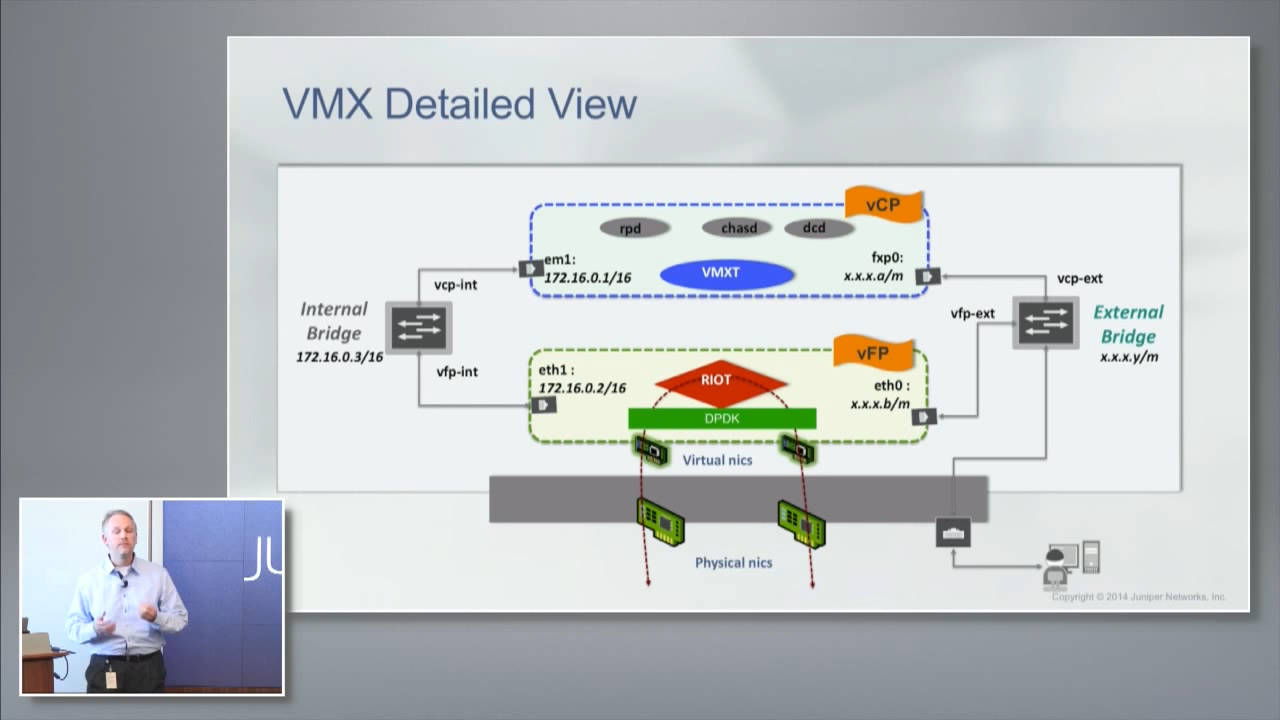 VMX Detailed View
vCP
rpd
chasd
dcd
em1:
172.16.0.1/16
VMXT
fxp0:
x.x.x.a/m
vcp-int
vcp-ext
Internal
Bridge
172.16.0.3/16
vfp-ext
External
Bridge
x.x.x.y/m
vfp-int
vFP
eth1 :
172.16.0.2/16
RIOT
eth0 :
x.x.x.b/m
DPDK
Virtual nics
Physical nics
JU
Copyright © 2014 Juniper Networks, Inc.